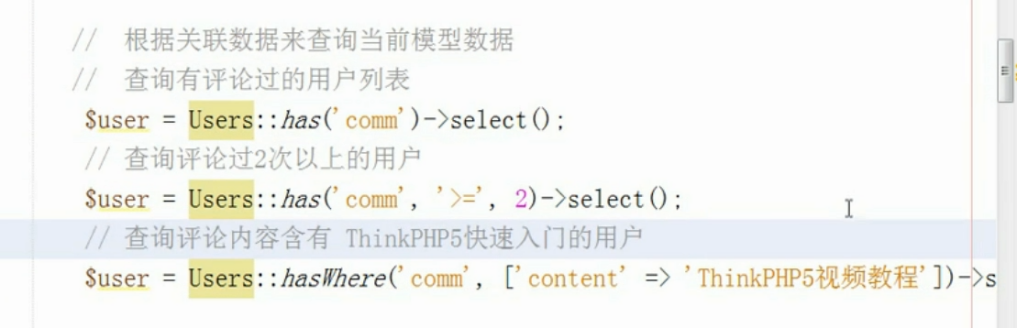 // 根据关联数据来查询当前模型数据
// 查询有评论过的用户列表
$user = Users::has('comm')->select();
// 查询评论过2次以上的用户
$user = Users::has('comm', '>=', 2)->select();
// 查询评论内容含有 ThinkPHP5快速入门的用户
$user = Users::hasWhere('comm', ['content' => 'ThinkPHP5视频教程'])->s